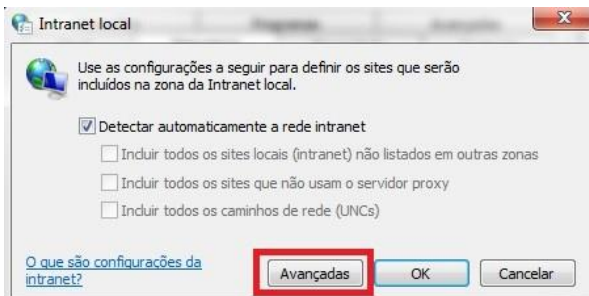 Intranet local
Use as configurações a seguir para definir os sites que serão
incluídos na zona da Intranet local.
Detectar automaticamente a rede intranet
Incluir todos os sites locais (intranet) não listados em outras zonas
Incluir todos os sites que não usam o servidor proxy
Incluir todos os caminhos de rede (UNCs)
O que são configurações da
intranet?
Avançadas
OK
Cancelar